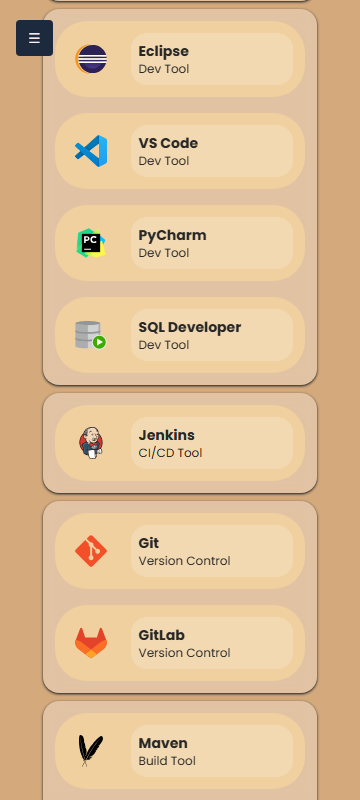 ☰
Eclipse
Dev Tool
VS Code
Dev Tool
PC
PyCharm
Dev Tool
SQL Developer
Dev Tool
Jenkins
CI/CD Tool
Git
Version Control
GitLab
Version Control
Maven
Build Tool